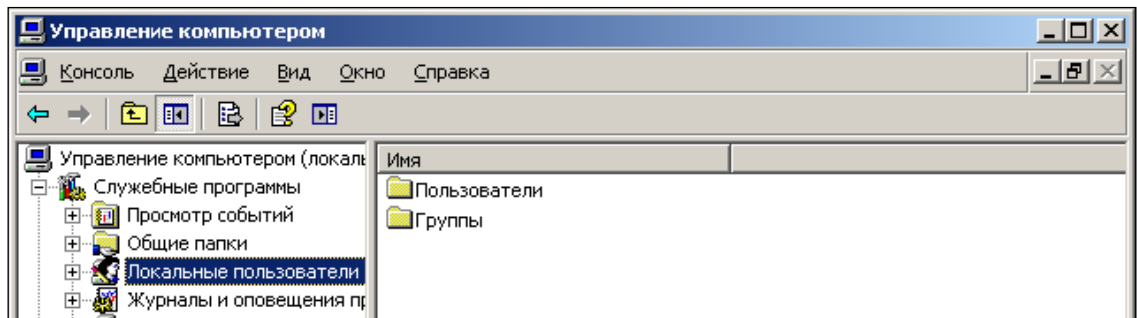 Управление компьютером
Консоль Действие Вид Окно Справка
Управление компьютером (локаль
Служебные программы
Просмотр событий
Общие папки
Локальные пользователи
Журналы и оповещения пр
Имя
Пользователи
Группы